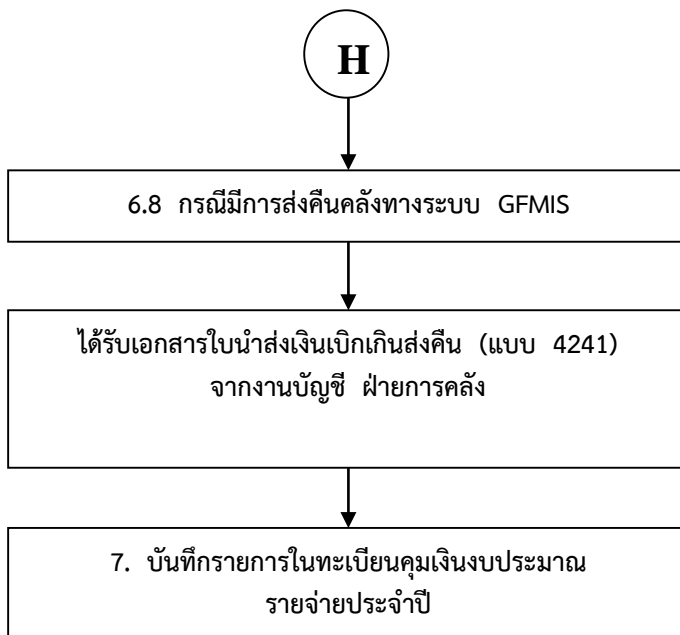 H
6.8 กรณีมีการส่งคืนคลังทางระบบ GFMIS
ได้รับเอกสารใบนำส่งเงินเบิกเกินส่งคืน (แบบ 4241)
จากงานบัญชี ฝ่ายการคลัง
7. บันทึกรายการในทะเบียนคุมเงินงบประมาณ
รายจ่ายประจำปี